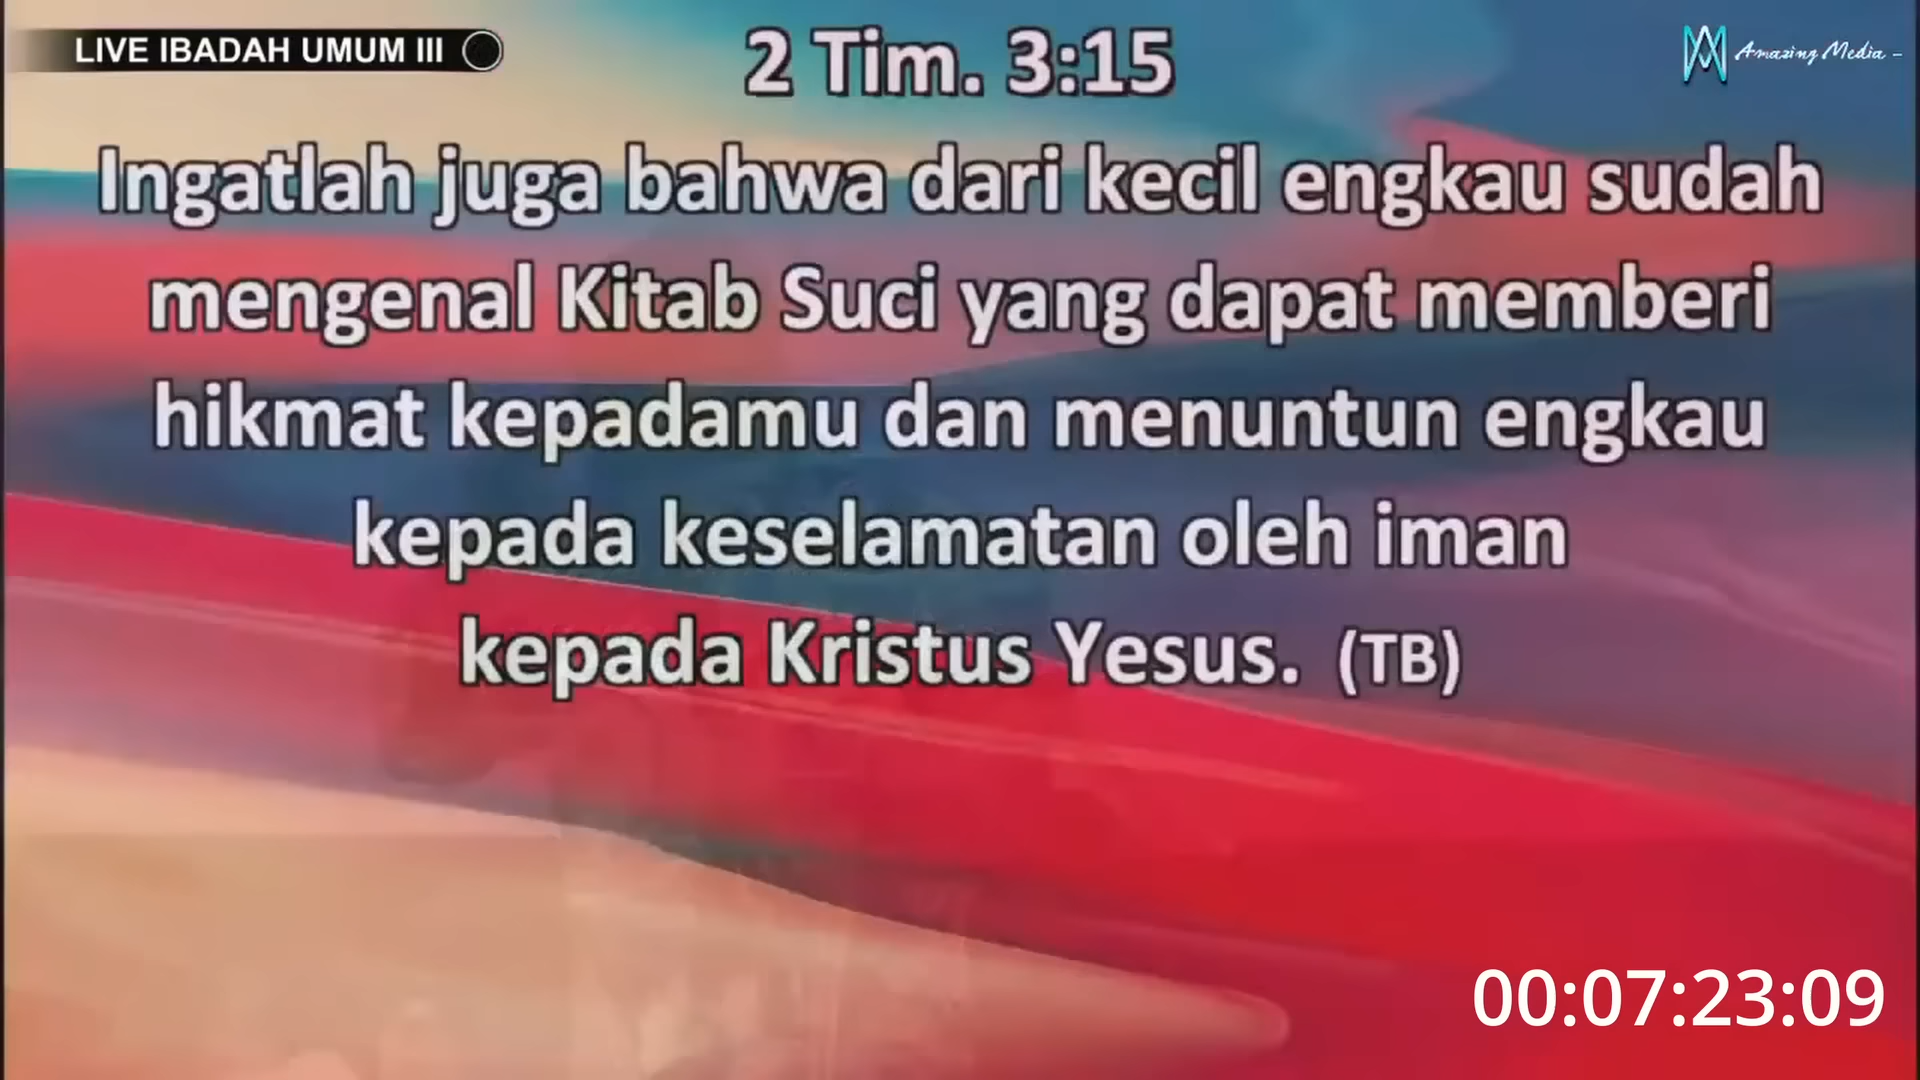 LIVE IBADAH UMUM III
2 Tim. 3:15
Amazing Media -
Ingatlah juga bahwa dari kecil engkau sudah
mengenal Kitab Suci yang dapat memberi
hikmat kepadamu dan menuntun engkau
kepada keselamatan oleh iman
kepada Kristus Yesus. (TB)
00:07:23:09